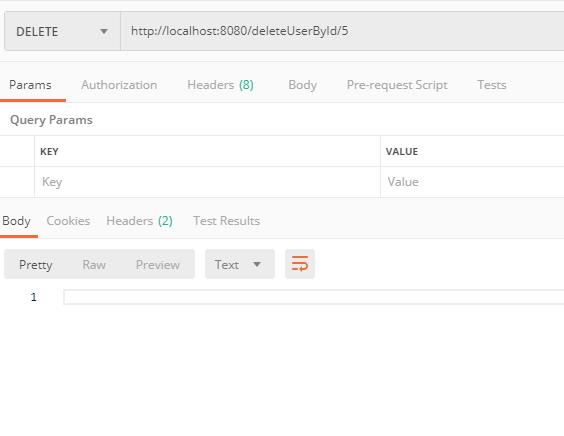 DELETE http://localhost:8080/deleteUserById/5
Params Authorization Headers (8) Body Pre-request Script Tests
Query Params
KEY VALUE
Key Value
Body Cookies Headers (2) Test Results
Pretty Raw Preview Text
1